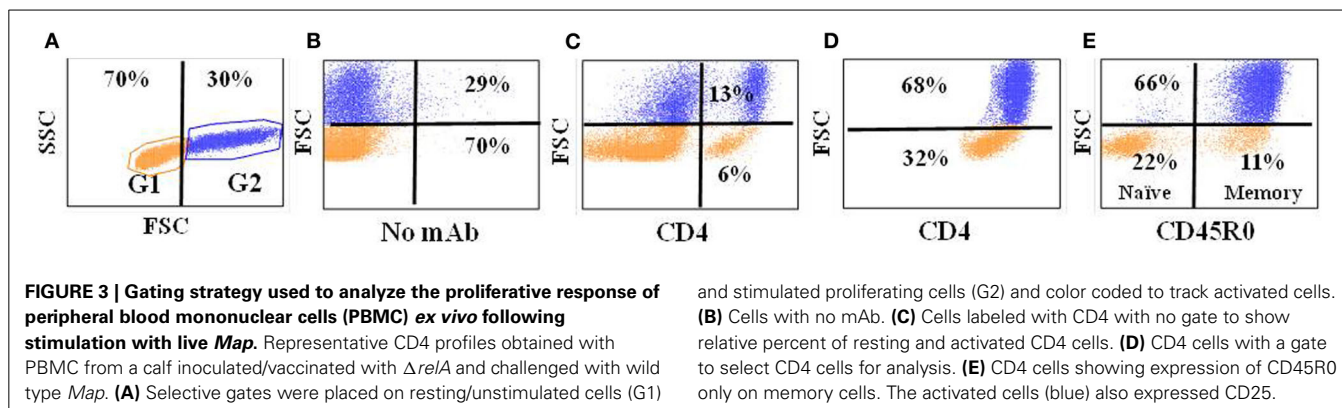 A
B
C
D
E
70%
30%
SSC
G1
G2
FSC
29%
70%
FSC
No mAb
13%
6%
FSC
CD4
68%
32%
FSC
CD4
66%
22%
11%
Naïve
Memory
FSC
CD45R0
FIGURE 3 | Gating strategy used to analyze the proliferative response of
peripheral blood mononuclear cells (PBMC) ex vivo following
stimulation with live Map. Representative CD4 profiles obtained with
PBMC from a calf inoculated/vaccinated with ΔrelA and challenged with wild
type Map. (A) Selective gates were placed on resting/unstimulated cells (G1)
and stimulated proliferating cells (G2) and color coded to track activated cells.
(B) Cells with no mAb. (C) Cells labeled with CD4 with no gate to show
relative percent of resting and activated CD4 cells. (D) CD4 cells with a gate
to select CD4 cells for analysis. (E) CD4 cells showing expression of CD45R0
only on memory cells. The activated cells (blue) also expressed CD25.